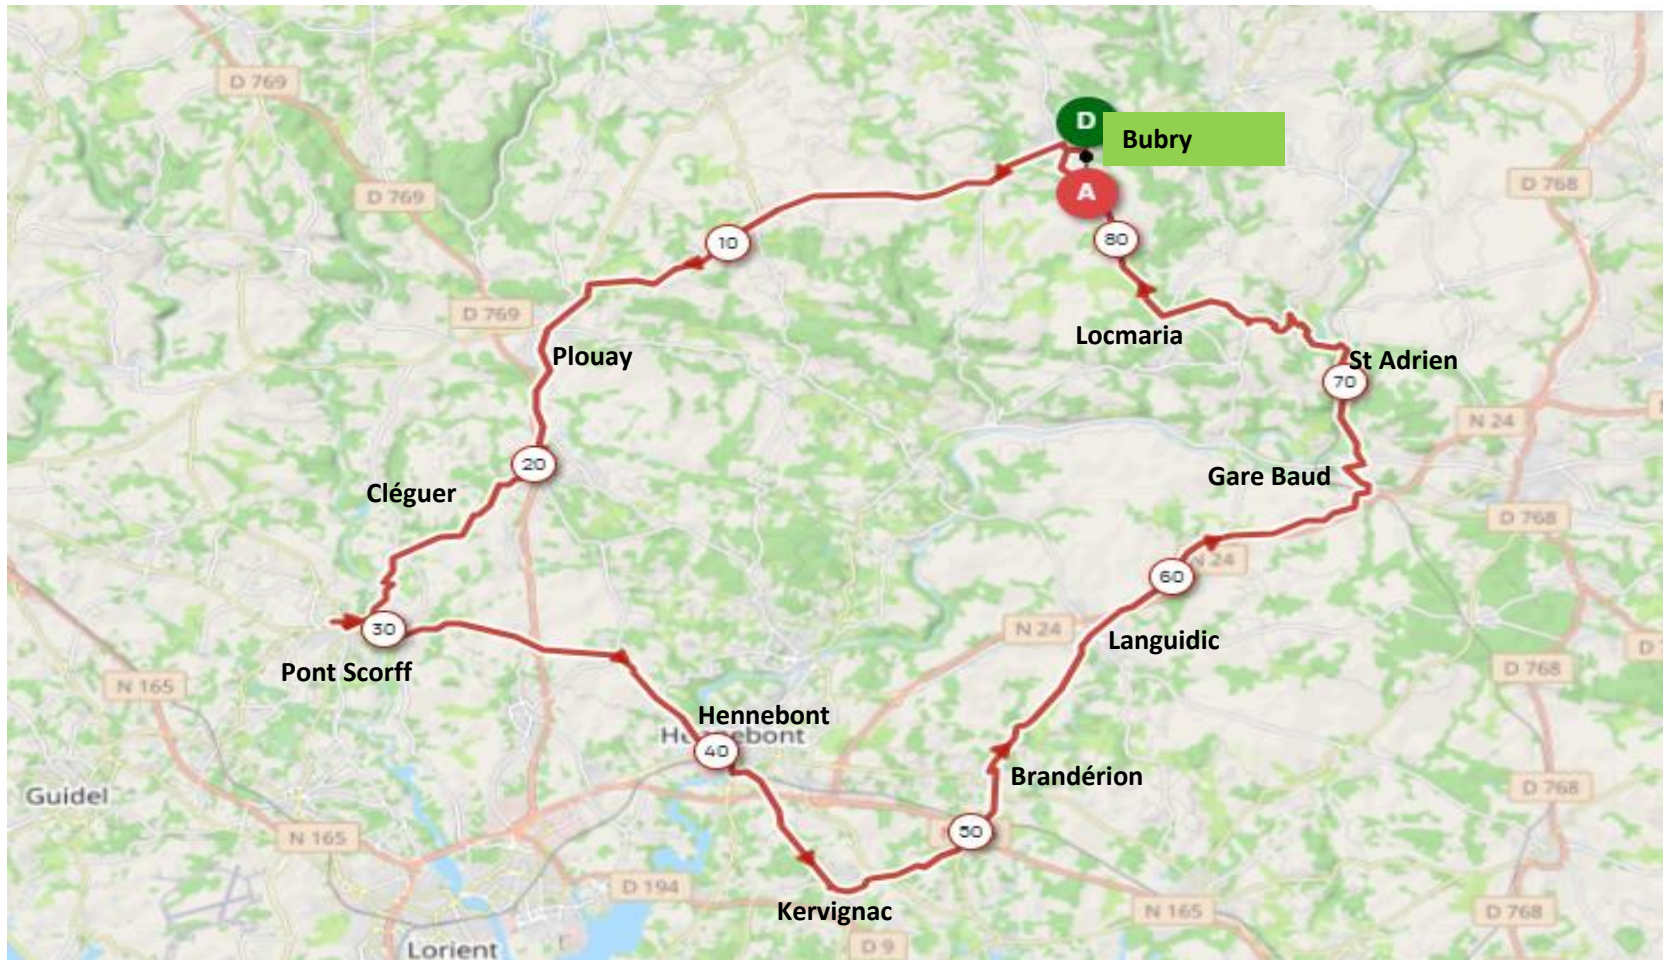 D 769
D
Bubry
D 769
A
D 768
10
80
D 769
Locmaria
Plouay
St Adrien
70
N 24
20
Gare Baud
Cléguer
D 768
N 24
60
30
N 24
Languidic
Pont Scorff
D 768
N 165
Hennebont
Hennebont
40
Brandérion
D 768
Guidel
50
N 165
D 194
Kervignac
N 165
D 768
D 9
Lorient